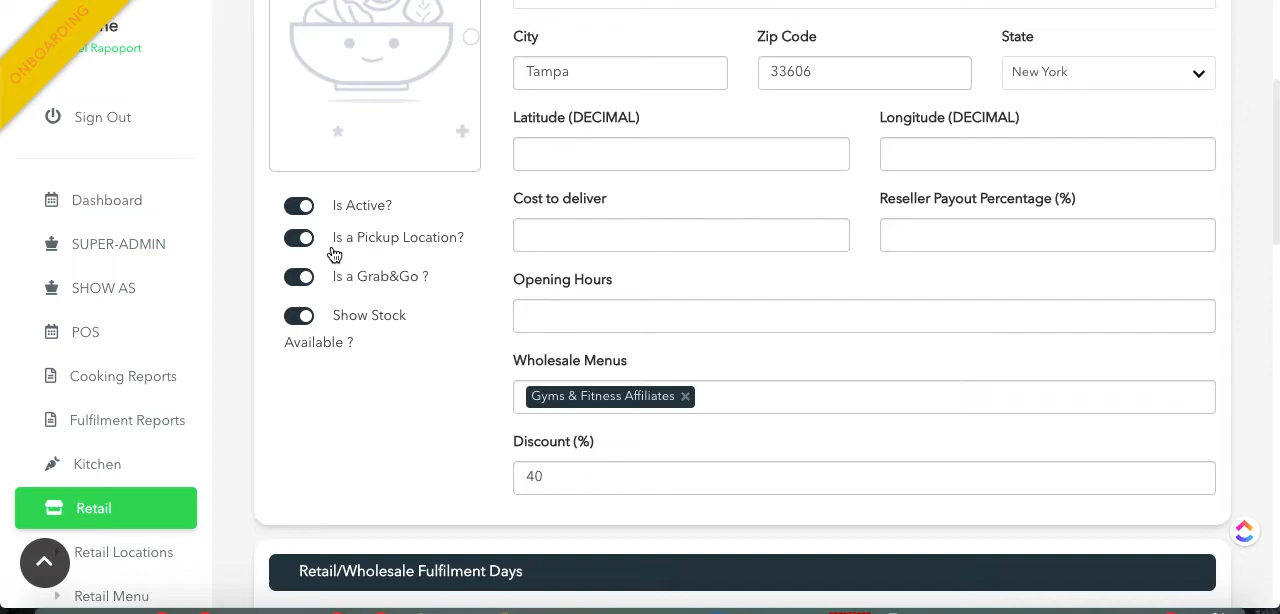 ONBOARDING
Rapoport
Sign Out
Dashboard
SUPER-ADMIN
SHOW AS
POS
Cooking Reports
Fulfilment Reports
Kitchen
Retail
Retail Locations
Retail Menu
Is Active?
Is a Pickup Location?
Is a Grab&Go ?
Show Stock
Available ?
City
Zip Code
State
Tampa
33606
New York
Latitude (DECIMAL)
Longitude (DECIMAL)
Cost to deliver
Reseller Payout Percentage (%)
Opening Hours
Wholesale Menus
Gyms & Fitness Affiliates ×
Discount (%)
40
Retail/Wholesale Fulfilment Days